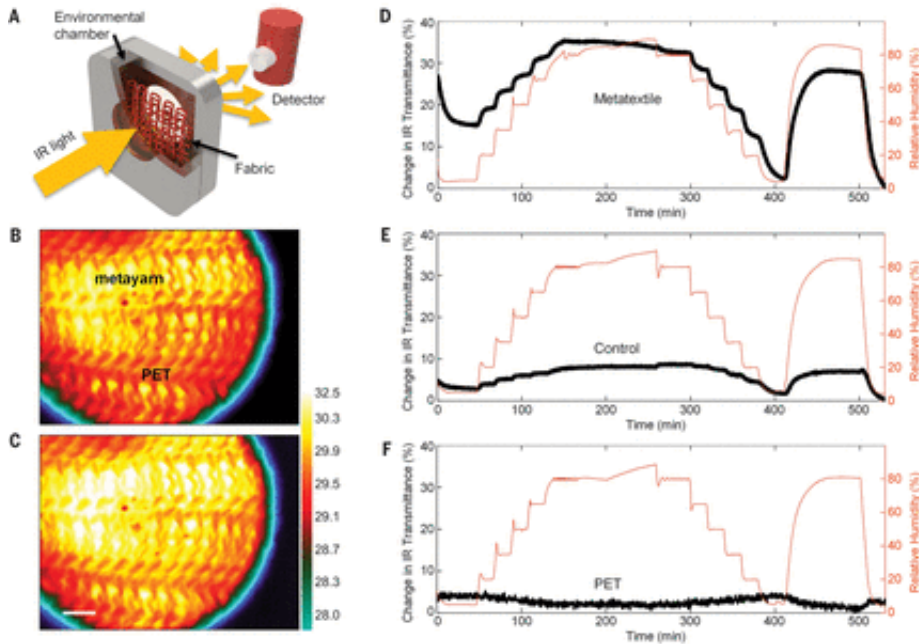 A
Environmental
chamber
IR light
Detector
Fabric
B
metayarn
PET
C
32.5
30.3
29.9
29.5
29.1
28.7
28.3
28.0
D
Change in IR Transmittance (%)
40
30
20
10
0
Metatextile
Relative Humidity (%)
80
60
40
20
0
0 100 200 300 400 500
Time (min)
E
Change in IR Transmittance (%)
40
30
20
10
0
Control
Relative Humidity (%)
80
60
40
20
0
0 100 200 300 400 500
Time (min)
F
Change in IR Transmittance (%)
40
30
20
10
0
PET
Relative Humidity (%)
80
60
40
20
0
0 100 200 300 400 500
Time (min)